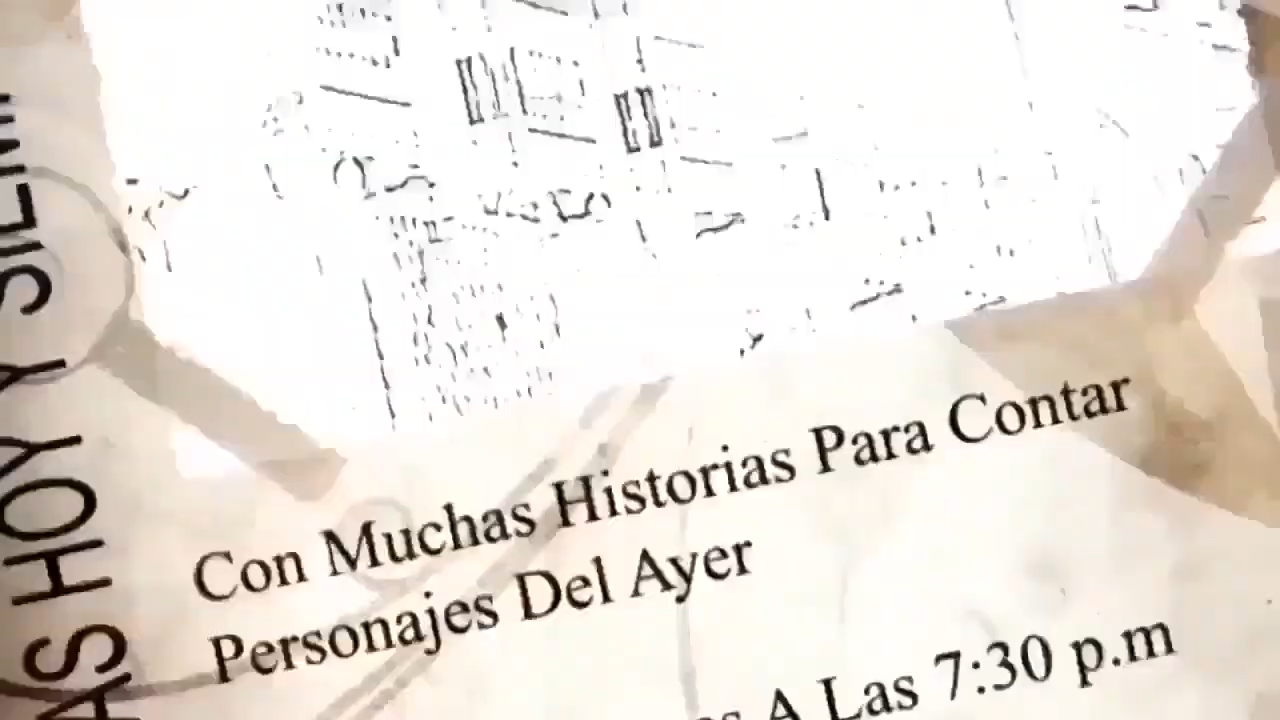 HOY Y
Con Muchas Historias Para Contar
Personajes Del Ayer
A Las 7:30 p.m